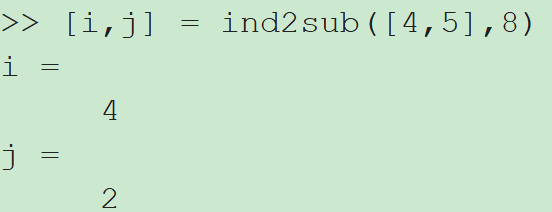 >> [i,j] = ind2sub([4,5],8)
i =
4
j =
2